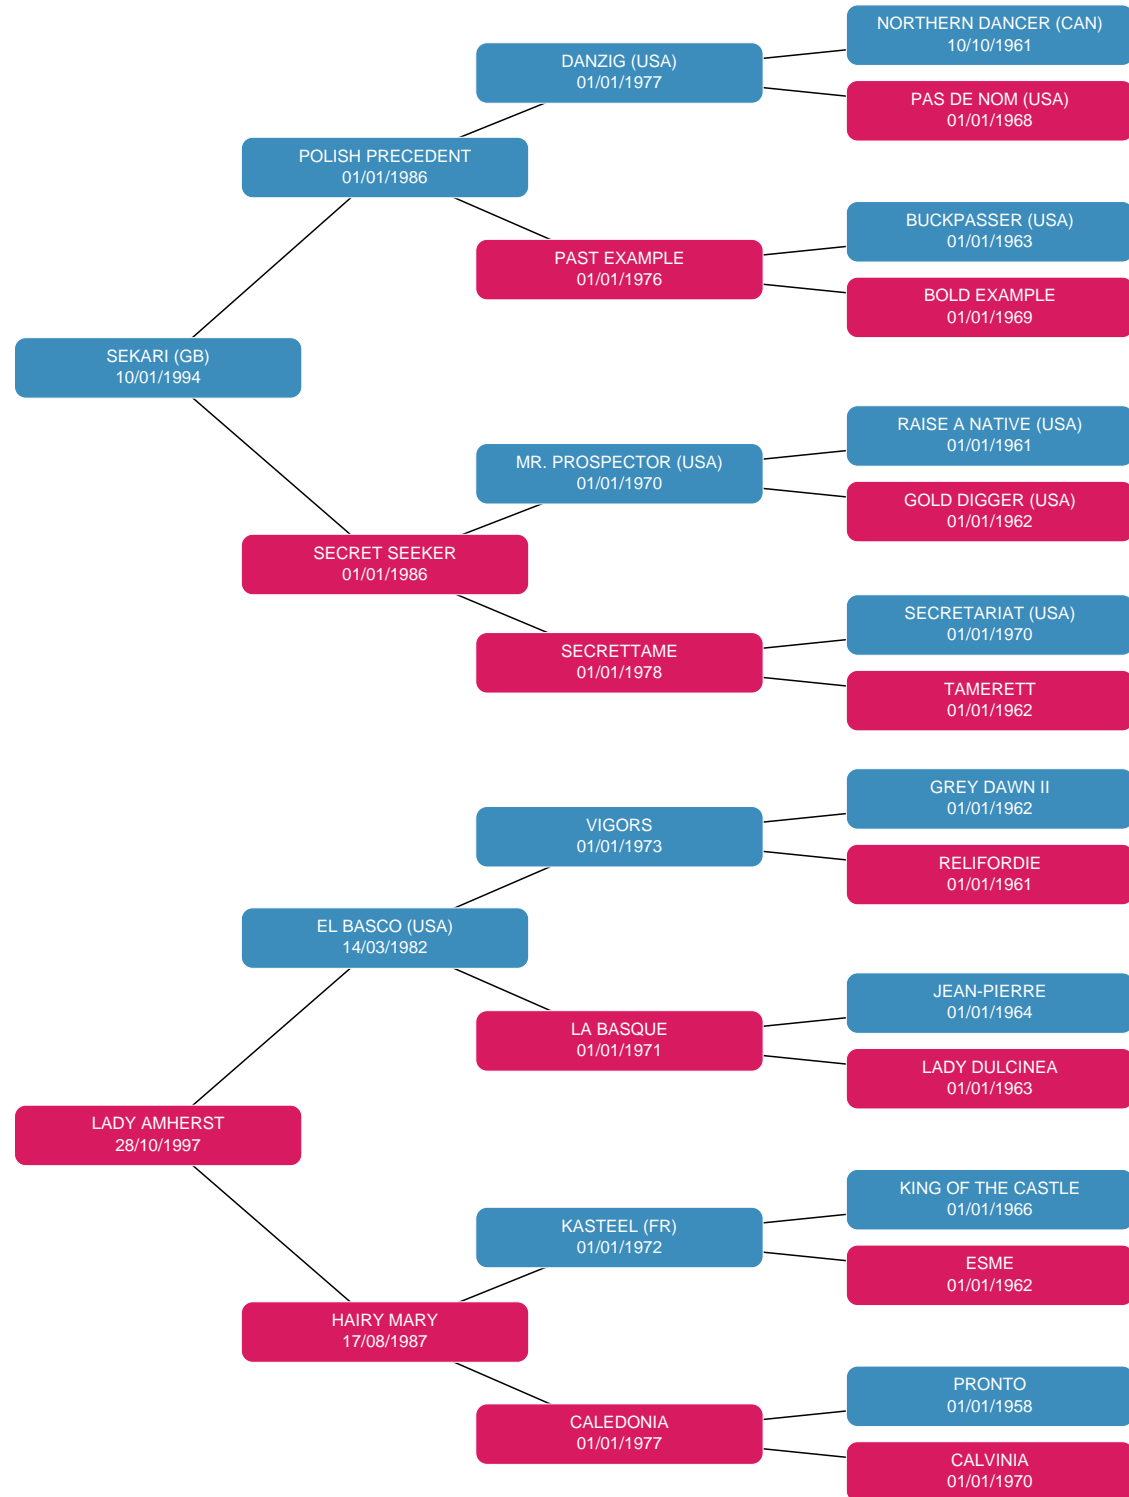 NORTHERN DANCER (CAN)
10/10/1961
DANZIG (USA)
01/01/1977
PAS DE NOM (USA)
01/01/1968
POLISH PRECEDENT
01/01/1986
BUCKPASSER (USA)
01/01/1963
PAST EXAMPLE
01/01/1976
BOLD EXAMPLE
01/01/1969
SEKARI (GB)
10/01/1994
RAISE A NATIVE (USA)
01/01/1961
MR. PROSPECTOR (USA)
01/01/1970
GOLD DIGGER (USA)
01/01/1962
SECRET SEEKER
01/01/1986
SECRETARIAT (USA)
01/01/1970
SECRETTAME
01/01/1978
TAMERETT
01/01/1962
GREY DAWN II
01/01/1962
VIGORS
01/01/1973
RELIFORDIE
01/01/1961
EL BASCO (USA)
14/03/1982
JEAN-PIERRE
01/01/1964
LA BASQUE
01/01/1971
LADY DULCINEA
01/01/1963
LADY AMHERST
28/10/1997
KING OF THE CASTLE
01/01/1966
KASTEEL (FR)
01/01/1972
ESME
01/01/1962
HAIRY MARY
17/08/1987
PRONTO
01/01/1958
CALEDONIA
01/01/1977
CALVINIA
01/01/1970